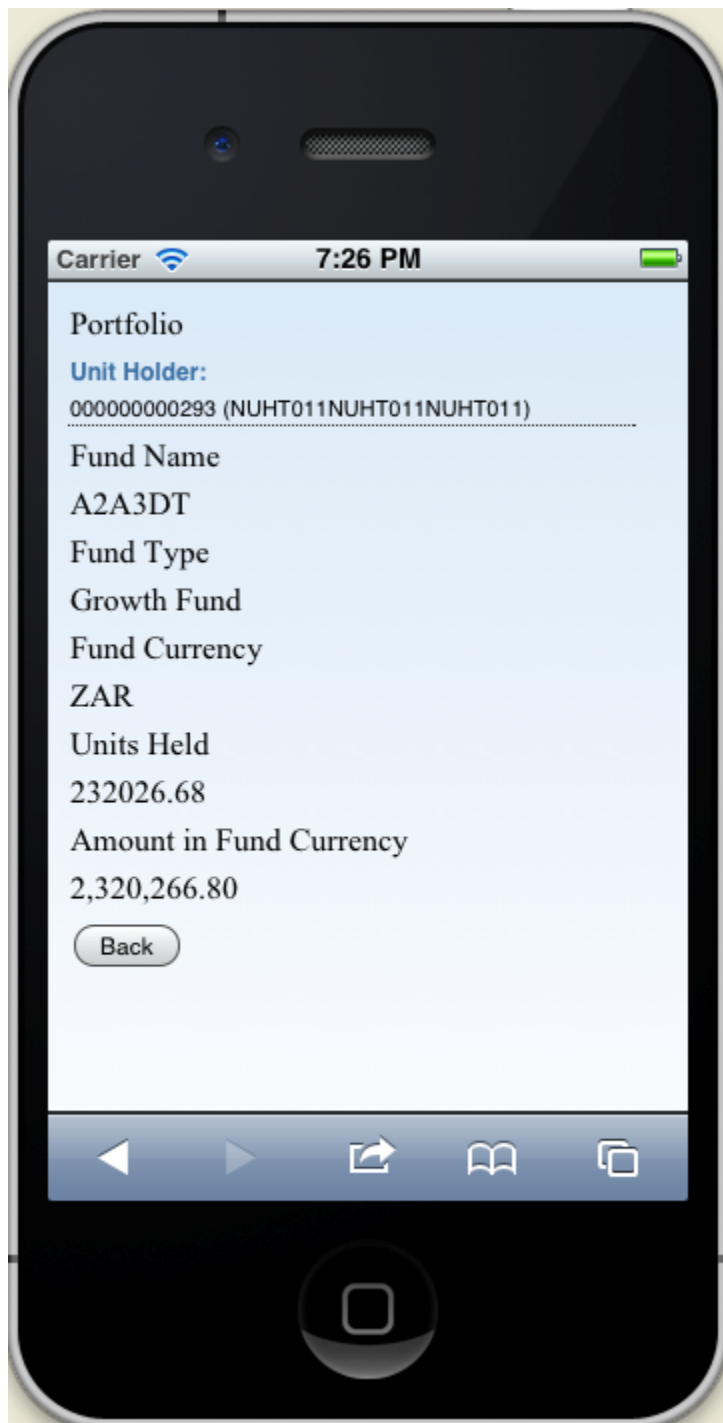 Carrier 7:26 PM
Portfolio
Unit Holder:
000000000293 (NUHT011NUHT011NUHT011)
Fund Name
A2A3DT
Fund Type
Growth Fund
Fund Currency
ZAR
Units Held
232026.68
Amount in Fund Currency
2,320,266.80
Back